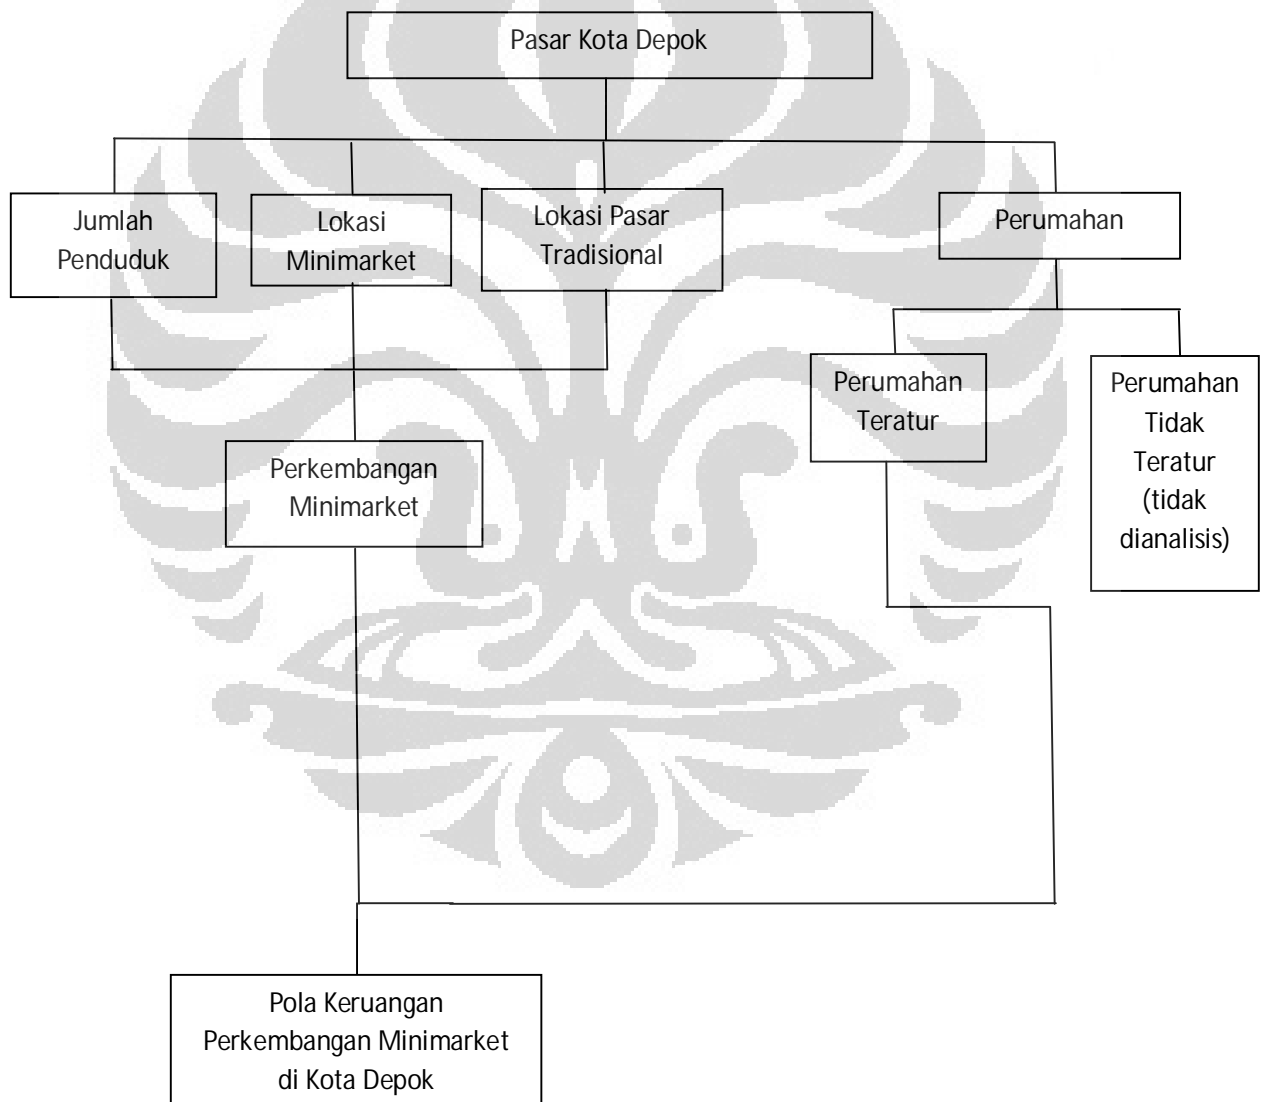 Pasar Kota Depok
Jumlah
Penduduk
Lokasi
Minimarket
Lokasi Pasar
Tradisional
Perumahan
Perumahan
Teratur
Perumahan
Tidak
Teratur
(tidak
dianalisis)
Perkembangan
Minimarket
Pola Keruangan
Perkembangan Minimarket
di Kota Depok